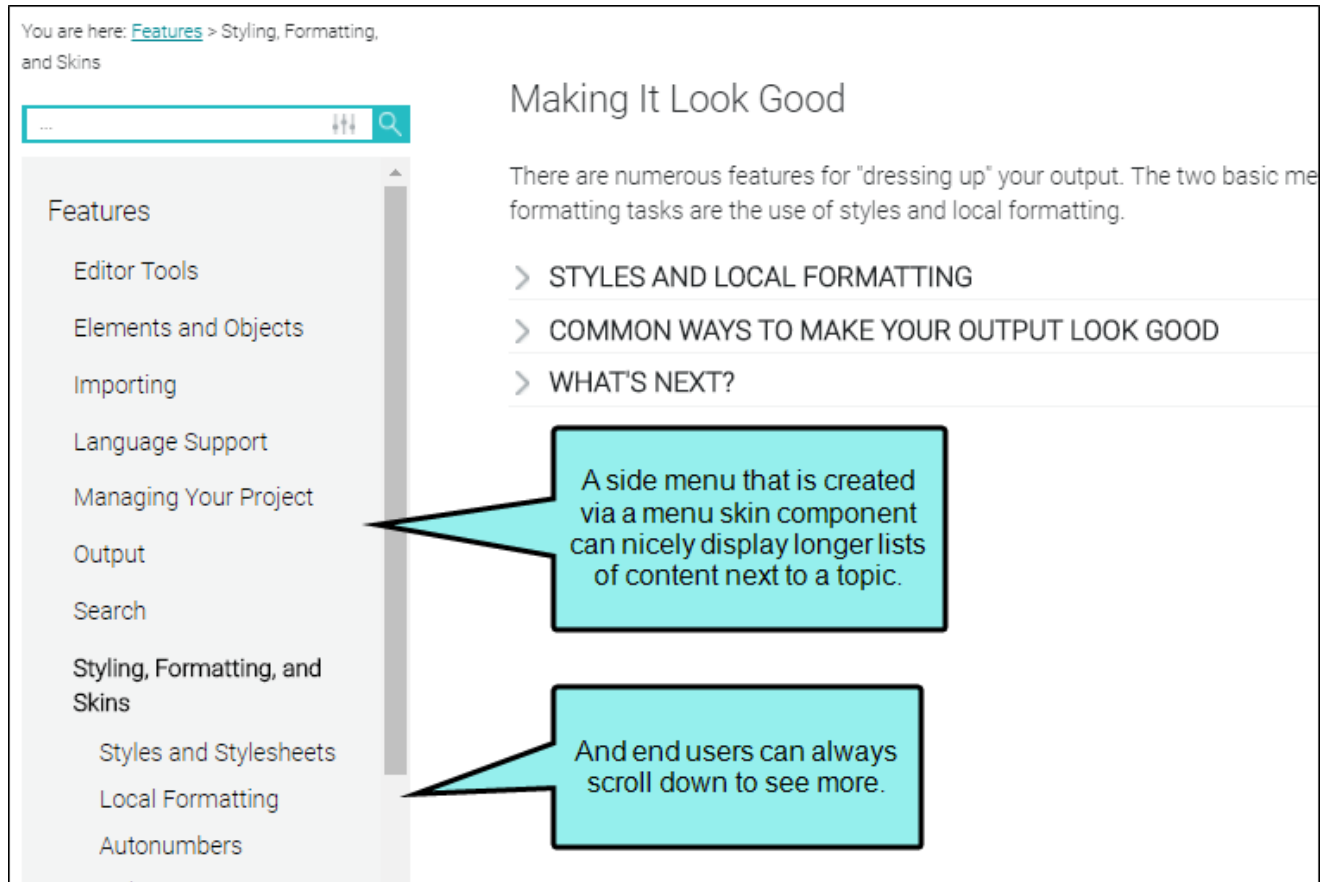 You are here: Features > Styling, Formatting,
and Skins
...
Features
Editor Tools
Elements and Objects
Importing
Language Support
Managing Your Project
Output
Search
Styling, Formatting, and
Skins
Styles and Stylesheets
Local Formatting
Autonumbers
Making It Look Good
There are numerous features for "dressing up" your output. The two basic me
formatting tasks are the use of styles and local formatting.
STYLES AND LOCAL FORMATTING
COMMON WAYS TO MAKE YOUR OUTPUT LOOK GOOD
WHAT'S NEXT?
A side menu that is created
via a menu skin component
can nicely display longer lists
of content next to a topic.
And end users can always
scroll down to see more.